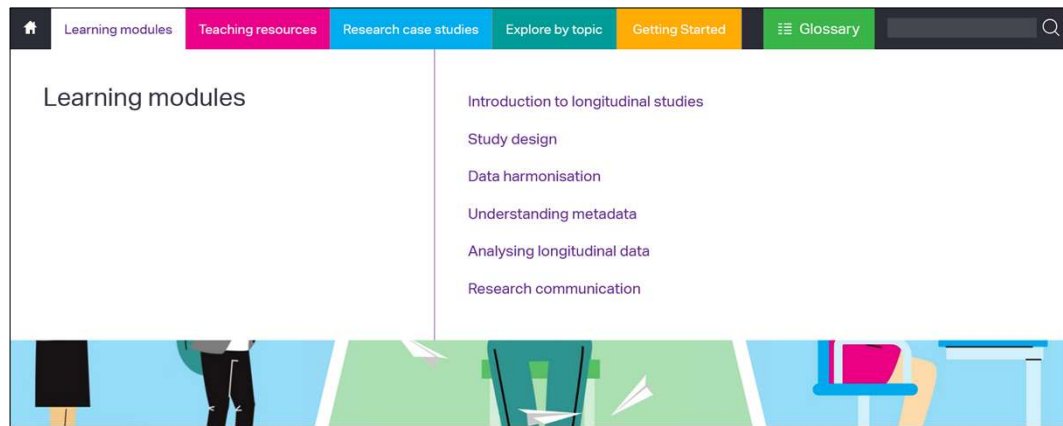 Learning modules Teaching resources Research case studies Explore by topic Getting Started Glossary
Learning modules
Introduction to longitudinal studies
Study design
Data harmonisation
Understanding metadata
Analysing longitudinal data
Research communication